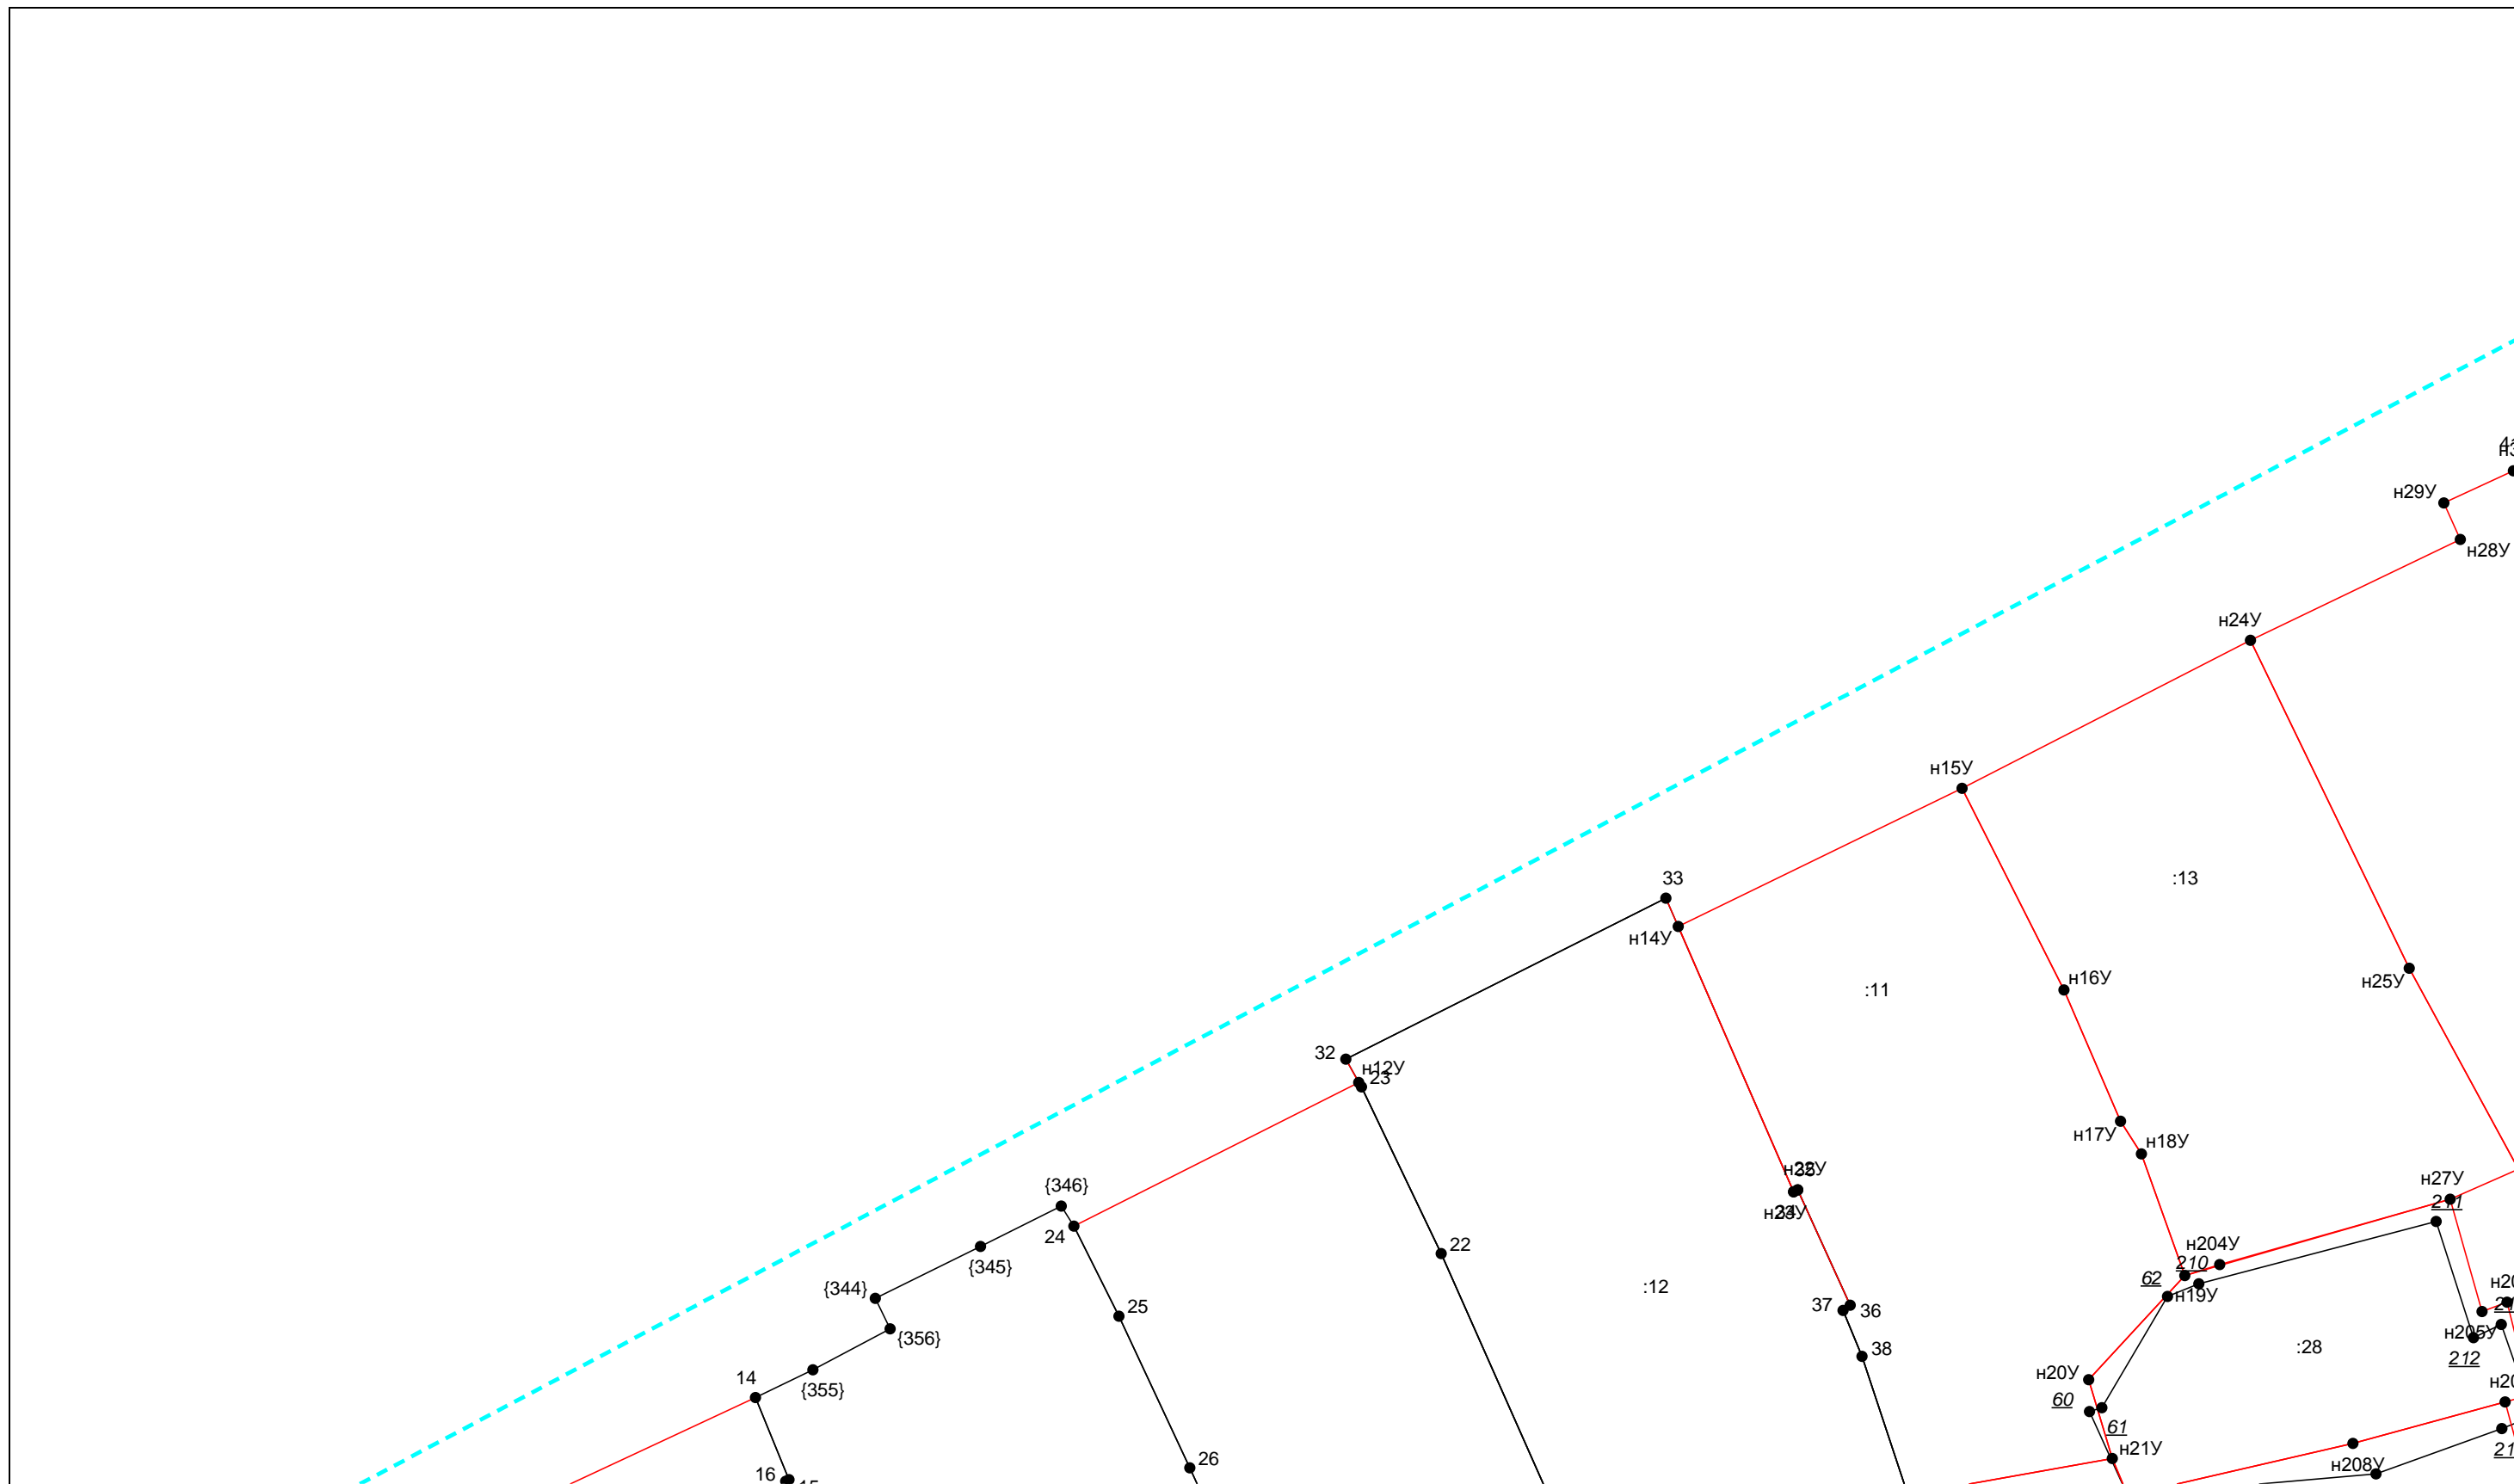 н29У
н28У
н24У
н15У
:13
33
н14У
н25У
н16У
:11
32
н12У
23
н17У
н18У
н27У
211
{346}
24
22
н204У
210
{345}
62
н19У
{344}
:12
25
37
36
н205У
{356}
:28
212
38
14
{355}
н20У
60
61
26
н21У
н208У
16